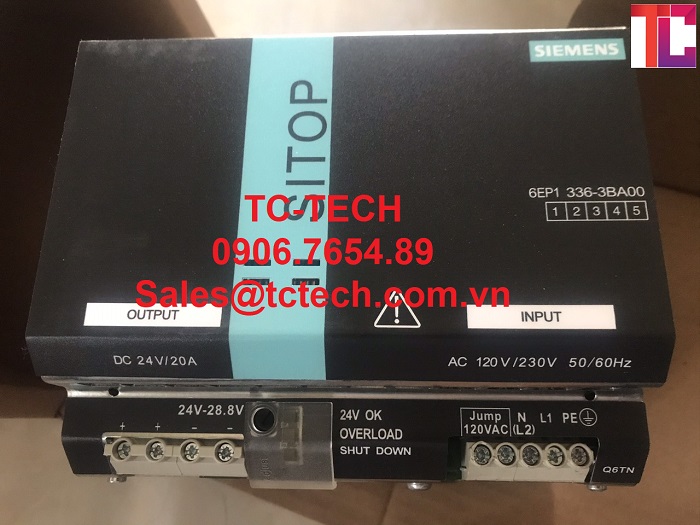 TC
SIEMENS
SITOP
6EP1 336-3BA00
1 2 3 4 5
TC-TECH
0906.7654.89
Sales@tctech.com.vn
OUTPUT
INPUT
DC 24V/20A
AC 120V/230V 50/60Hz
24V-28.8V
+ + - -
24V OK
OVERLOAD
SHUT DOWN
Jump
120VAC
N
(L2)
L1
PE
Q6TN